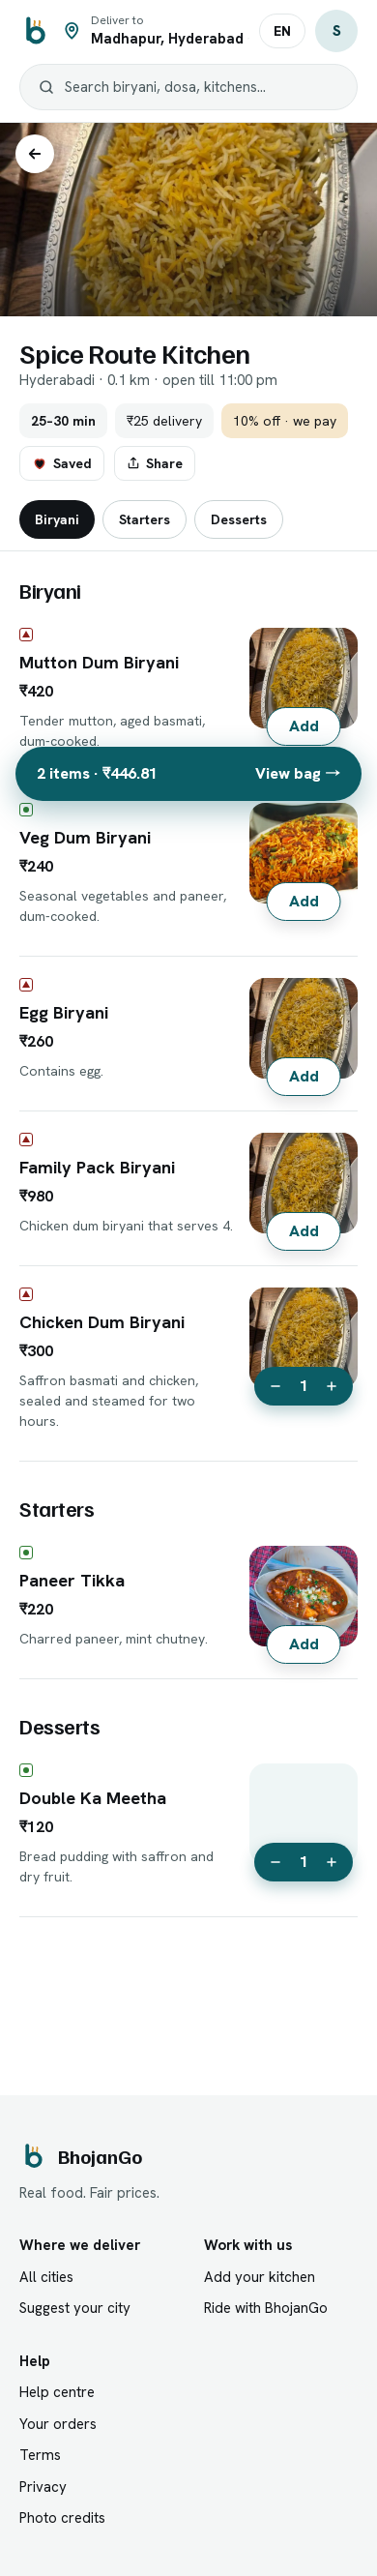 Deliver to
Madhapur, Hyderabad
EN
S
Search biryani, dosa, kitchens...
Spice Route Kitchen
Hyderabadi · 0.1 km · open till 11:00 pm
25–30 min
₹25 delivery
10% off · we pay
Saved
Share
Biryani
Starters
Desserts
Biryani
Mutton Dum Biryani
₹420
Tender mutton, aged basmati,
dum-cooked.
Add
2 items · ₹446.81
View bag →
Veg Dum Biryani
₹240
Seasonal vegetables and paneer,
dum-cooked.
Add
Egg Biryani
₹260
Contains egg.
Add
Family Pack Biryani
₹980
Chicken dum biryani that serves 4.
Add
Chicken Dum Biryani
₹300
Saffron basmati and chicken,
sealed and steamed for two
hours.
− 1 +
Starters
Paneer Tikka
₹220
Charred paneer, mint chutney.
Add
Desserts
Double Ka Meetha
₹120
Bread pudding with saffron and
dry fruit.
− 1 +
BhojanGo
Real food. Fair prices.
Where we deliver
All cities
Suggest your city
Work with us
Add your kitchen
Ride with BhojanGo
Help
Help centre
Your orders
Terms
Privacy
Photo credits